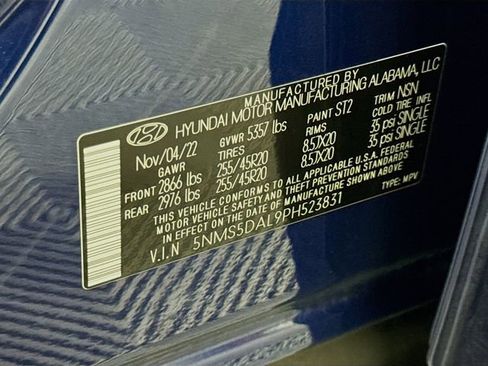 MANUFACTURED BY
HYUNDAI MOTOR MANUFACTURING ALABAMA, LLC
Nov/04/22 GVWR 5357 lbs PAINT ST2 TRIM NSN
GAWR TIRES RIMS COLD TIRE INFL
FRONT 2866 lbs 255/45R20 8.5JX20 35 psi SINGLE
REAR 2976 lbs 255/45R20 8.5JX20 35 psi SINGLE
THIS VEHICLE CONFORMS TO ALL APPLICABLE U.S.A FEDERAL
MOTOR VEHICLE SAFETY AND THEFT PREVENTION STANDARDS
IN EFFECT ON THE DATE OF MANUFACTURE SHOWN ABOVE.
V.I.N 5NMS5DAL9PH523831 TYPE: MPV